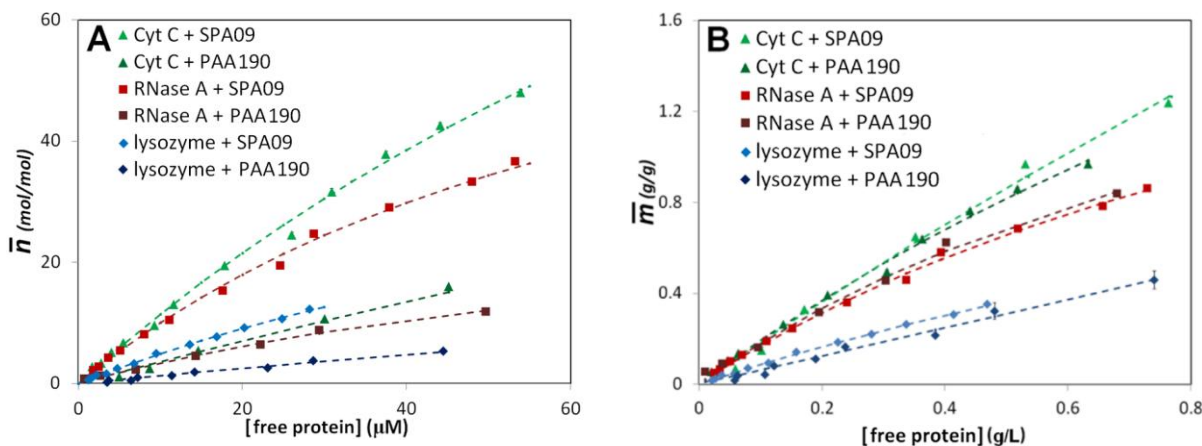 A
Cyt C + SPA09
Cyt C + PAA190
RNase A + SPA09
RNase A + PAA190
lysozyme + SPA09
lysozyme + PAA190
60
40
20
0
n̅ (mol/mol)
0
20
40
60
[free protein] (μM)
B
Cyt C + SPA09
Cyt C + PAA190
RNase A + SPA09
RNase A + PAA190
lysozyme + SPA09
lysozyme + PAA190
1.6
1.2
0.8
0.4
0
m̅ (g/g)
0
0.2
0.4
0.6
0.8
[free protein] (g/L)